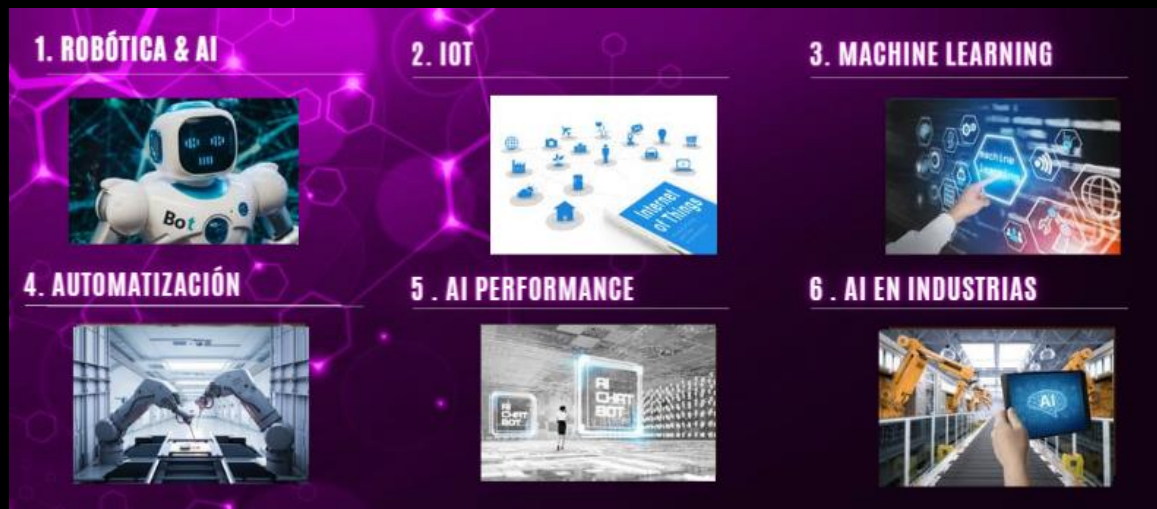 1. ROBÓTICA & AI
2. IOT
3. MACHINE LEARNING
Bot
Internet
of Things
machine
learning
4. AUTOMATIZACIÓN
5 . AI PERFORMANCE
6 . AI EN INDUSTRIAS
AI
CHAT
BOT
AI
CHAT
BOT
AI